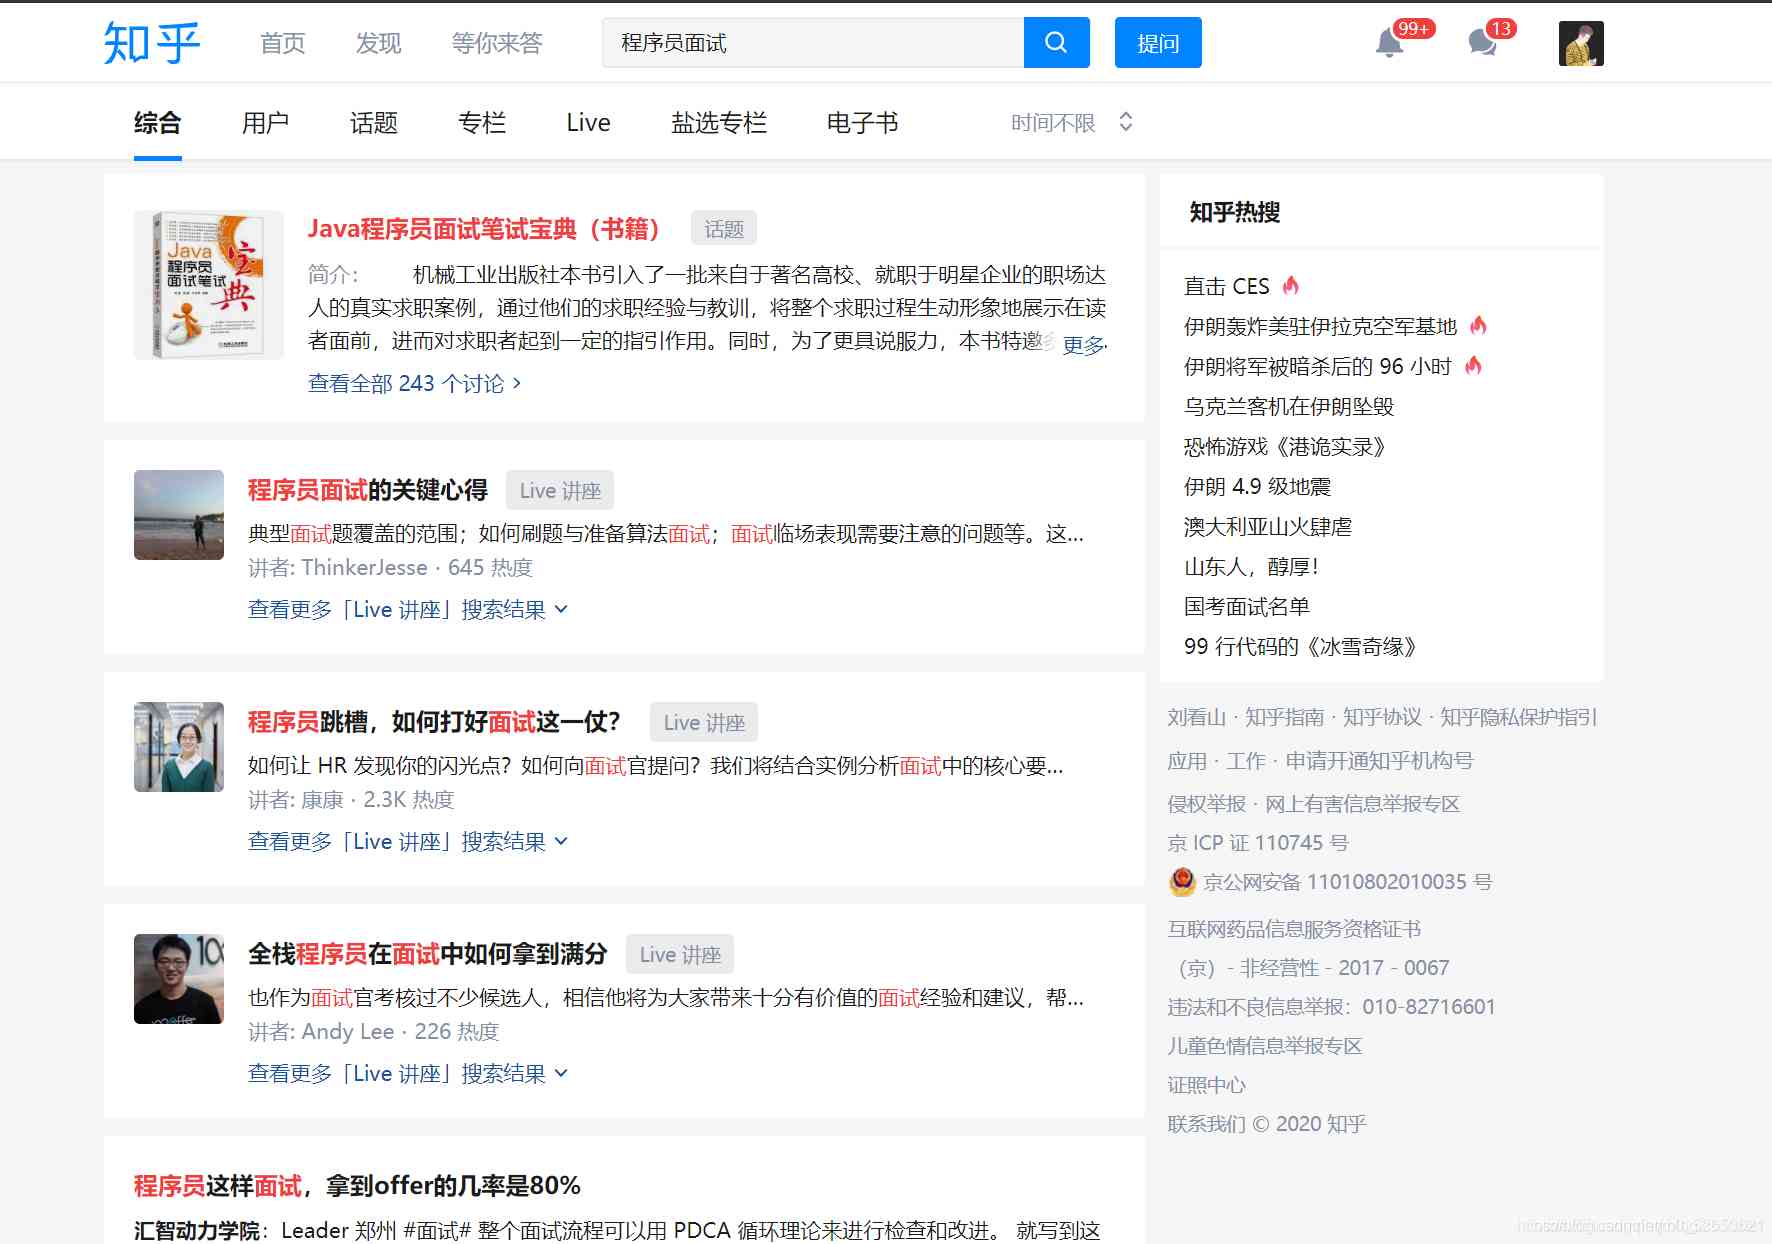 知乎
首页 发现 等你来答 程序员面试 提问 99+ 13
综合 用户 话题 专栏 Live 盐选专栏 电子书 时间不限
Java程序员面试笔试宝典（书籍） 话题
简介： 机械工业出版社本书引入了一批来自于著名高校、就职于明星企业的职场达
人的真实求职案例，通过他们的求职经验与教训，将整个求职过程生动形象地展示在读
者面前，进而对求职者起到一定的指引作用。同时，为了更具说服力，本书特邀多 更多
查看全部 243 个讨论
Java
程序员
面试笔试
宝典
程序员面试的关键心得 Live 讲座
典型面试题覆盖的范围；如何刷题与准备算法面试；面试临场表现需要注意的问题等。这...
讲者: ThinkerJesse · 645 热度
查看更多「Live 讲座」搜索结果
程序员跳槽，如何打好面试这一仗？ Live 讲座
如何让 HR 发现你的闪光点？如何向面试官提问？我们将结合实例分析面试中的核心要...
讲者: 康康 · 2.3K 热度
查看更多「Live 讲座」搜索结果
全栈程序员在面试中如何拿到满分 Live 讲座
也作为面试官考核过不少候选人，相信他将为大家带来十分有价值的面试经验和建议，帮...
讲者: Andy Lee · 226 热度
查看更多「Live 讲座」搜索结果
程序员这样面试，拿到offer的几率是80%
汇智动力学院：Leader 郑州 #面试# 整个面试流程可以用 PDCA 循环理论来进行检查和改进。 就写到这
知乎热搜
直击 CES
伊朗轰炸美驻伊拉克空军基地
伊朗将军被暗杀后的 96 小时
乌克兰客机在伊朗坠毁
恐怖游戏《港诡实录》
伊朗 4.9 级地震
澳大利亚山火肆虐
山东人，醇厚！
国考面试名单
99 行代码的《冰雪奇缘》
刘看山 · 知乎指南 · 知乎协议 · 知乎隐私保护指引
应用 · 工作 · 申请开通知乎机构号
侵权举报 · 网上有害信息举报专区
京 ICP 证 110745 号
京公网安备 11010802010035 号
互联网药品信息服务资格证书
（京）- 非经营性 - 2017 - 0067
违法和不良信息举报：010-82716601
儿童色情信息举报专区
证照中心
联系我们 © 2020 知乎